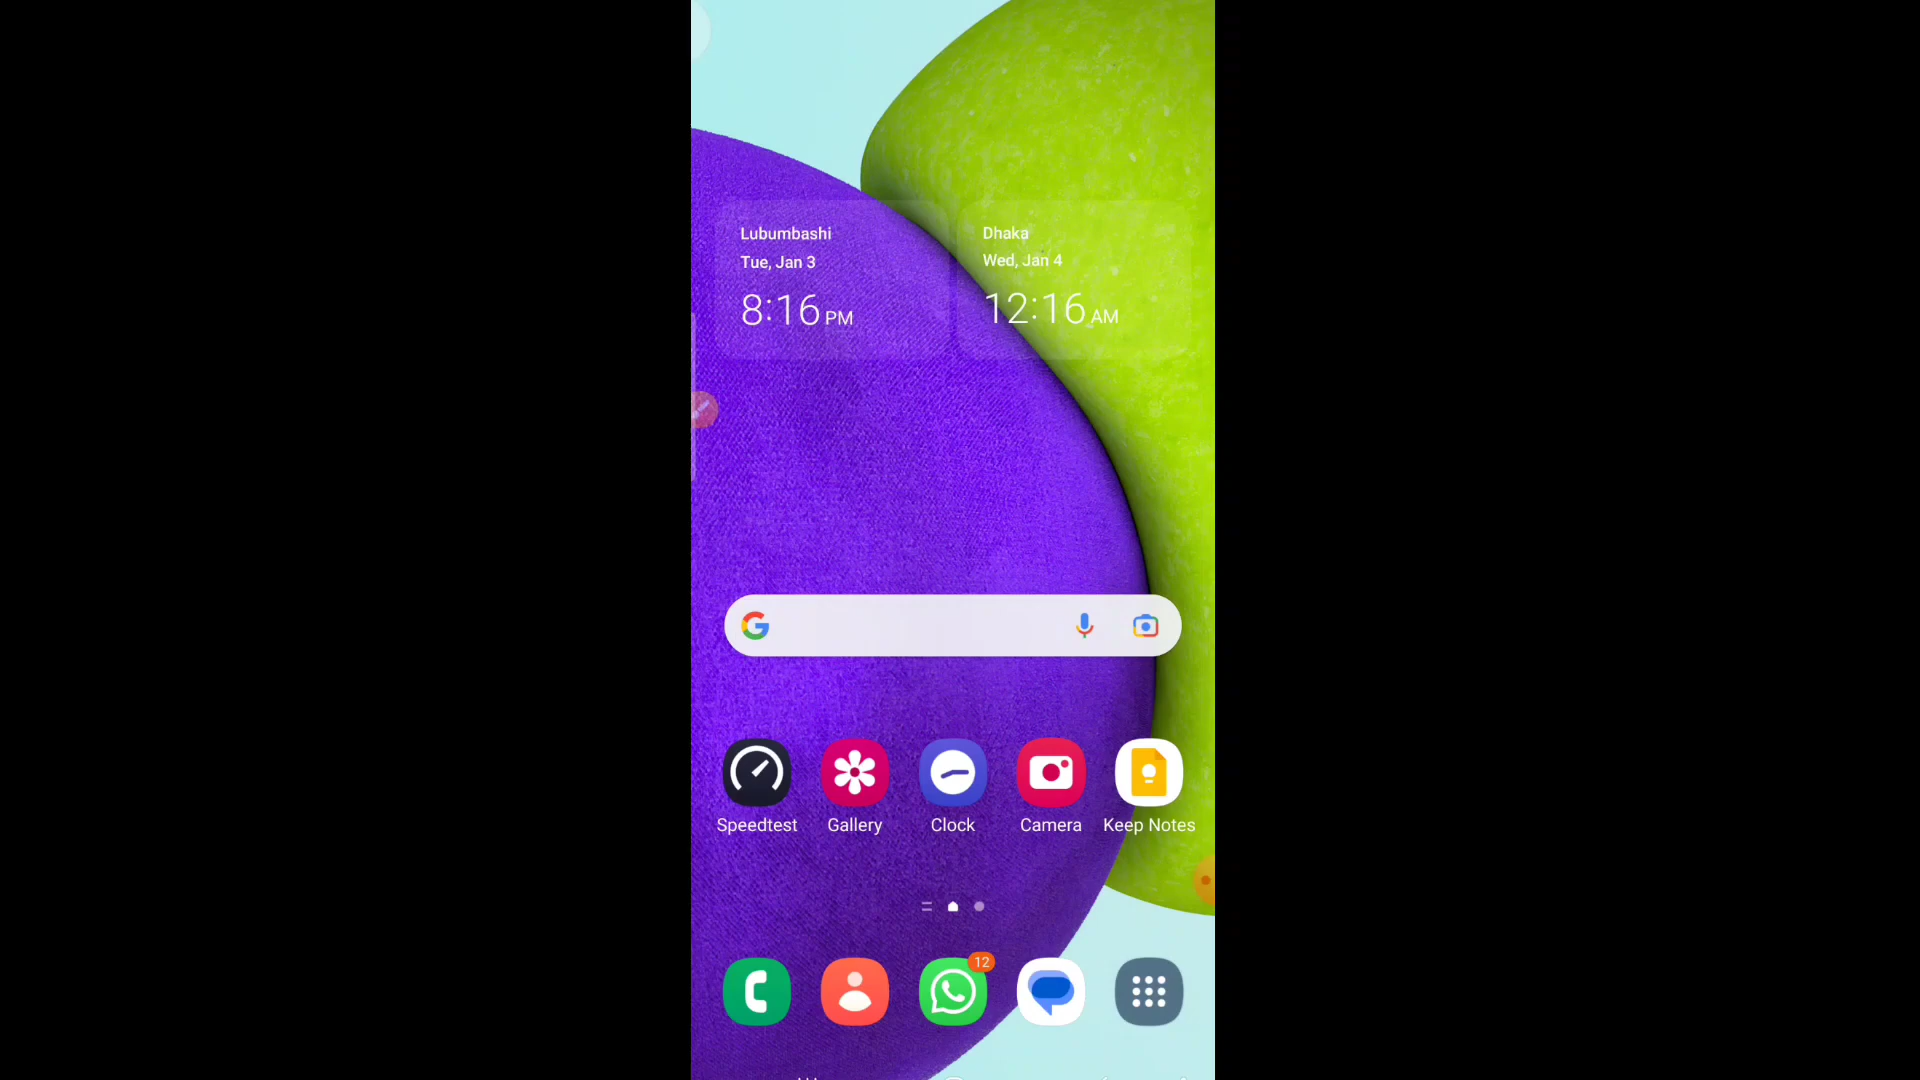 Lubumbashi
Tue, Jan 3
8:16 PM
Dhaka
Wed, Jan 4
12:16 AM
Speedtest
Gallery
Clock
Camera
Keep Notes
12